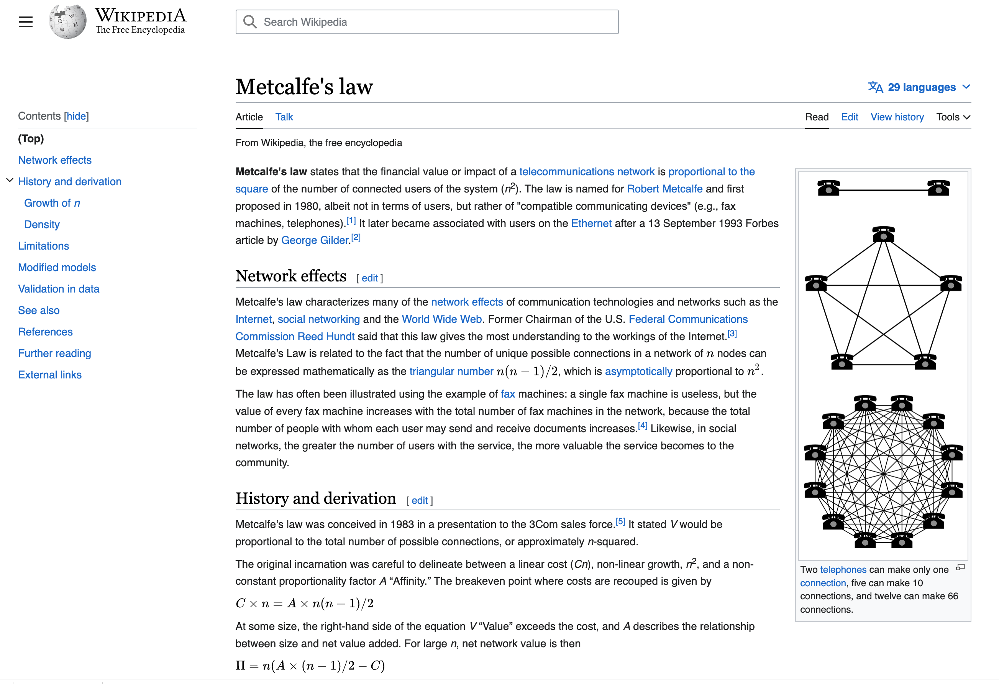 WIKIPEDIA
The Free Encyclopedia
Search Wikipedia
Metcalfe's law
29 languages
Contents [hide]
(Top)
Network effects
History and derivation
Growth of n
Density
Limitations
Modified models
Validation in data
See also
References
Further reading
External links
Article Talk
Read Edit View history Tools
From Wikipedia, the free encyclopedia
Metcalfe's law states that the financial value or impact of a telecommunications network is proportional to the
square of the number of connected users of the system (n²). The law is named for Robert Metcalfe and first
proposed in 1980, albeit not in terms of users, but rather of "compatible communicating devices" (e.g., fax
machines, telephones).[1] It later became associated with users on the Ethernet after a 13 September 1993 Forbes
article by George Gilder.[2]
Network effects [ edit ]
Metcalfe's law characterizes many of the network effects of communication technologies and networks such as the
Internet, social networking and the World Wide Web. Former Chairman of the U.S. Federal Communications
Commission Reed Hundt said that this law gives the most understanding to the workings of the Internet.[3]
Metcalfe's Law is related to the fact that the number of unique possible connections in a network of n nodes can
be expressed mathematically as the triangular number n(n − 1)/2, which is asymptotically proportional to n².
The law has often been illustrated using the example of fax machines: a single fax machine is useless, but the
value of every fax machine increases with the total number of fax machines in the network, because the total
number of people with whom each user may send and receive documents increases.[4] Likewise, in social
networks, the greater the number of users with the service, the more valuable the service becomes to the
community.
History and derivation [ edit ]
Metcalfe’s law was conceived in 1983 in a presentation to the 3Com sales force.[5] It stated V would be
proportional to the total number of possible connections, or approximately n-squared.
The original incarnation was careful to delineate between a linear cost (Cn), non-linear growth, n², and a non-
constant proportionality factor A “Affinity.” The breakeven point where costs are recouped is given by
C × n = A × n(n − 1)/2
At some size, the right-hand side of the equation V “Value” exceeds the cost, and A describes the relationship
between size and net value added. For large n, net network value is then
Π = n(A × (n − 1)/2 − C)
Two telephones can make only one
connection, five can make 10
connections, and twelve can make 66
connections.